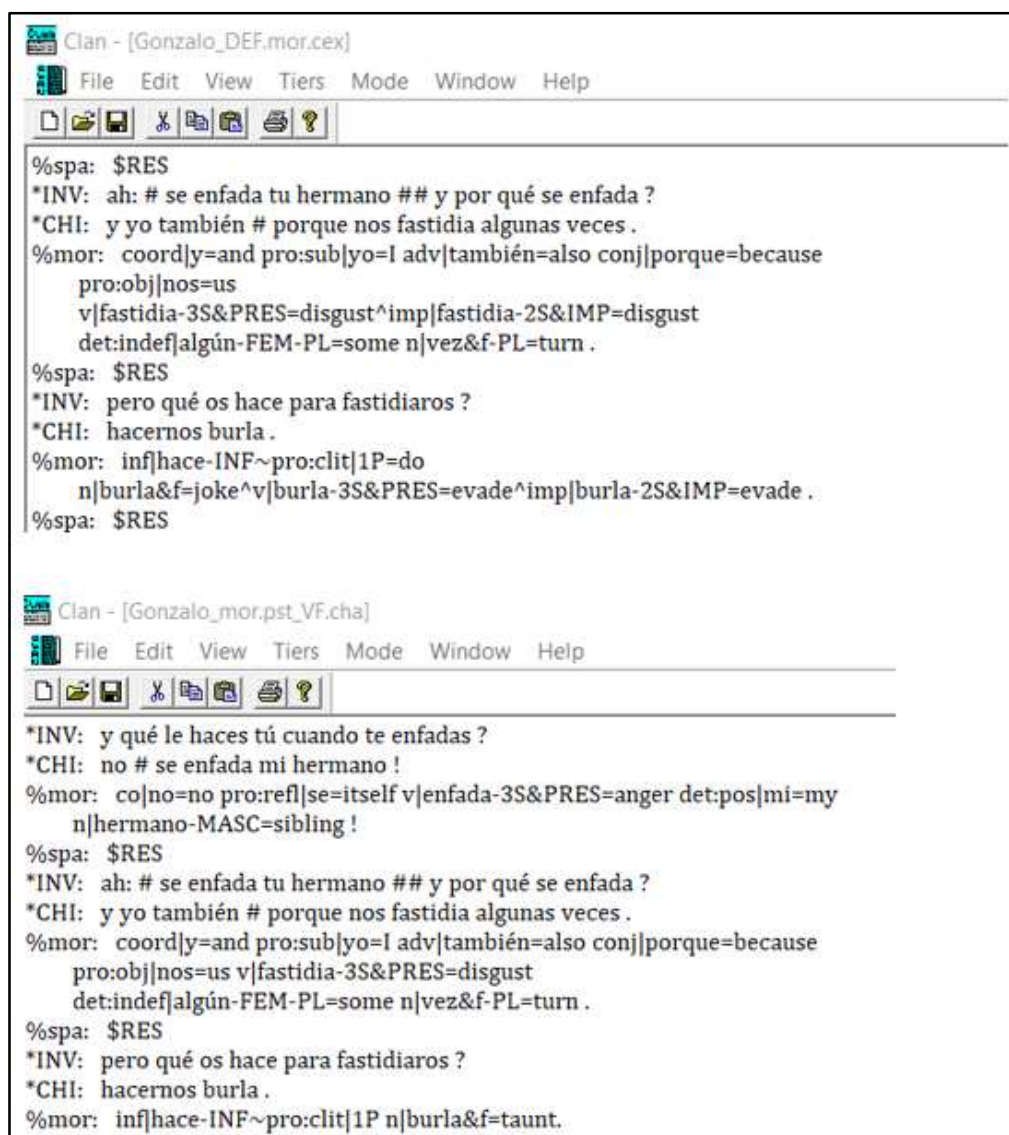 Clan - [Gonzalo_DEF.mor.cex]
File Edit View Tiers Mode Window Help
%spa: $RES
*INV: ah: # se enfada tu hermano ## y por qué se enfada ?
*CHI: y yo también # porque nos fastidia algunas veces .
%mor: coord|y=and pro:sub|yo=I adv|también=also conj|porque=because
pro:obj|nos=us
v|fastidia-3S&PRES=disgust^imp|fastidia-2S&IMP=disgust
det:indef|algún-FEM-PL=some n|vez&f-PL=turn .
%spa: $RES
*INV: pero qué os hace para fastidiaros ?
*CHI: hacernos burla .
%mor: inf|hace-INF~pro:clit|1P=do
n|burla&f=joke^v|burla-3S&PRES=evade^imp|burla-2S&IMP=evade .
%spa: $RES
Clan - [Gonzalo_mor.pst_VF.cha]
File Edit View Tiers Mode Window Help
*INV: y qué le haces tú cuando te enfadas ?
*CHI: no # se enfada mi hermano !
%mor: co|no=no pro:refl|se=itself v|enfada-3S&PRES=anger det:pos|mi=my
n|hermano-MASC=sibling !
%spa: $RES
*INV: ah: # se enfada tu hermano ## y por qué se enfada ?
*CHI: y yo también # porque nos fastidia algunas veces .
%mor: coord|y=and pro:sub|yo=I adv|también=also conj|porque=because
pro:obj|nos=us v|fastidia-3S&PRES=disgust
det:indef|algún-FEM-PL=some n|vez&f-PL=turn .
%spa: $RES
*INV: pero qué os hace para fastidiaros ?
*CHI: hacernos burla .
%mor: inf|hace-INF~pro:clit|1P n|burla&f=taunt.